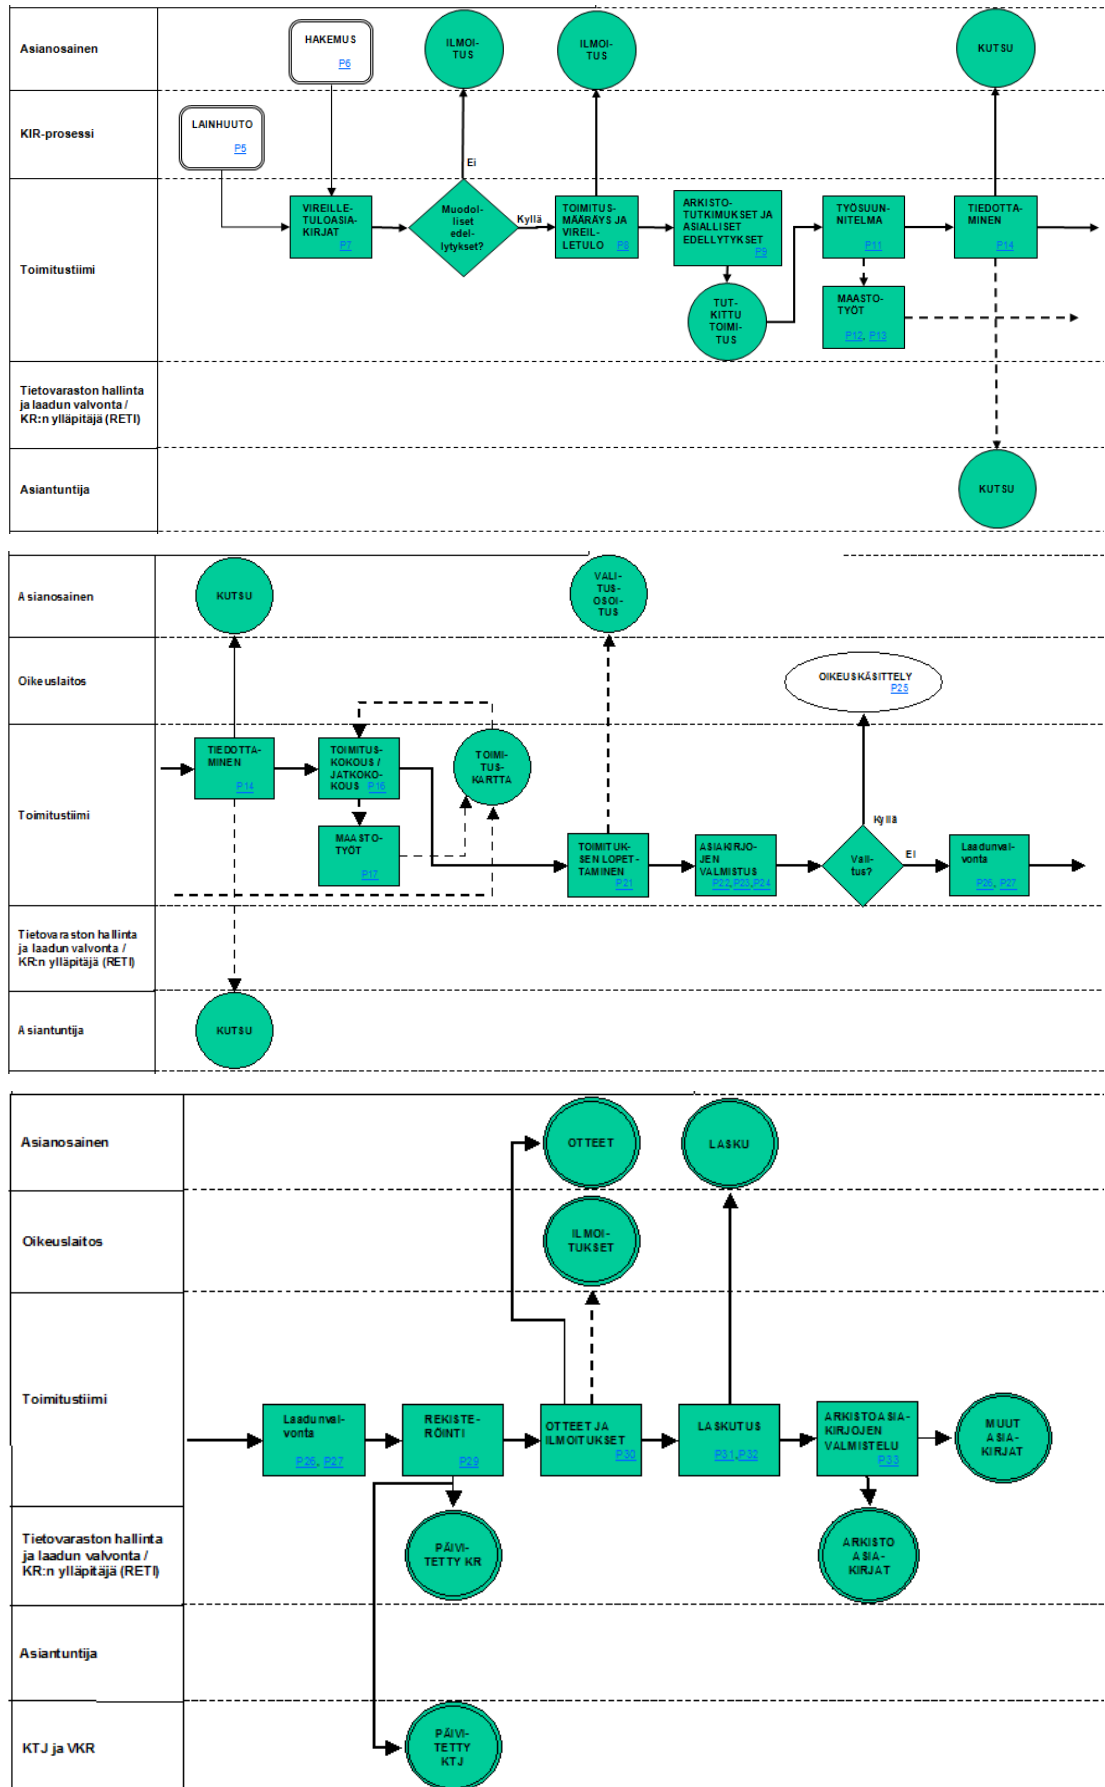 Asianosainen
HAKEMUS
P6
ILMOI-
TUS
ILMOI-
TUS
KUTSU
KIR-prosessi
LAINHUUTO
P5
Ei
Toimitustiimi
VIREILLE-
TULOASIA-
KIRJAT
P7
Muodol-
liset
edel-
lytykset?
Kyllä
TOIMITUS-
MÄÄRÄYS JA
VIREIL-
LETULO
P8
ARKISTO-
TUTKIMUKSET JA
ASIALLISET
EDELLYTYKSET
P9
TYÖSUUN-
NITELMA
P11
TIEDOTTA-
MINEN
P14
TUT-
KITTU
TOIMI-
TUS
MAASTO-
TYÖT
P12, P13
Tietovaraston hallinta
ja laadun valvonta /
KR:n ylläpitäjä (RETI)
Asiantuntija
KUTSU
Asianosainen
KUTSU
VALI-
TUS-
OSOI-
TUS
Oikeuslaitos
OIKEUSKÄSITTELY
P25
Toimitustiimi
TIEDOTTA-
MINEN
P14
TOIMITUS-
KOKOUS /
JATKOKO-
KOUS P16
TOIMI-
TUS-
KARTTA
MAASTO-
TYÖT
P17
TOIMITUK-
SEN LOPET-
TAMINEN
P21
ASIAKIRJO-
JEN
VALMISTUS
P22,P23,P24
Kyllä
Vali-
tus?
EI
Laadunval-
vonta
P26, P27
Tietovaraston hallinta
ja laadun valvonta /
KR:n ylläpitäjä (RETI)
Asiantuntija
KUTSU
Asianosainen
OTTEET
LASKU
Oikeuslaitos
ILMOI-
TUKSET
Toimitustiimi
Laadunval-
vonta
P26, P27
REKISTE-
RÖINTI
P29
OTTEET JA
ILMOITUKSET
P30
LASKUTUS
P31,P32
ARKISTOASIA-
KIRJOJEN
VALMISTELU
P33
MUUT
ASIA-
KIRJAT
Tietovaraston hallinta
ja laadun valvonta /
KR:n ylläpitäjä (RETI)
PÄIVI-
TETTY KR
ARKISTO
ASIA-
KIRJAT
Asiantuntija
KTJ ja VKR
PÄIVI-
TETTY
KTJ